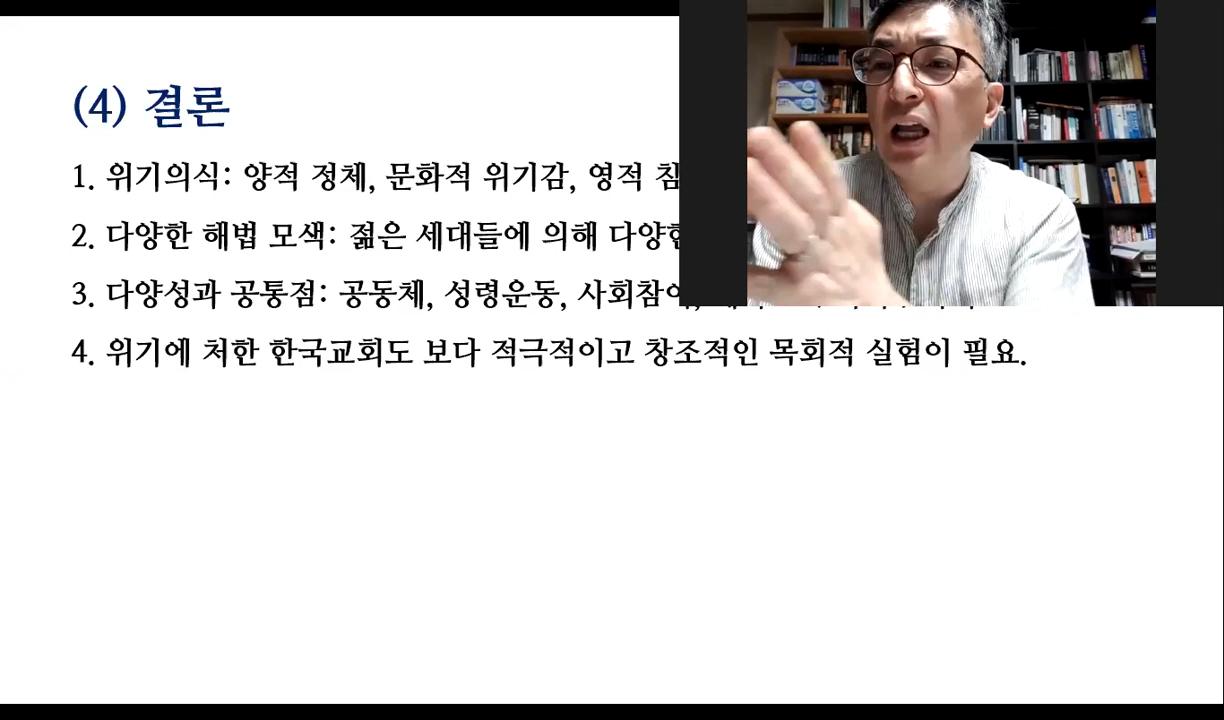 (4) 결론
1. 위기의식: 양적 정체, 문화적 위기감, 영적
2. 다양한 해법 모색: 젊은 세대들에 의해
3. 다양성과 공통점: 공동체, 성령운동, 사회참여,
4. 위기에 처한 한국교회도 보다 적극적이고 창조적인 목회적 실험이 필요.